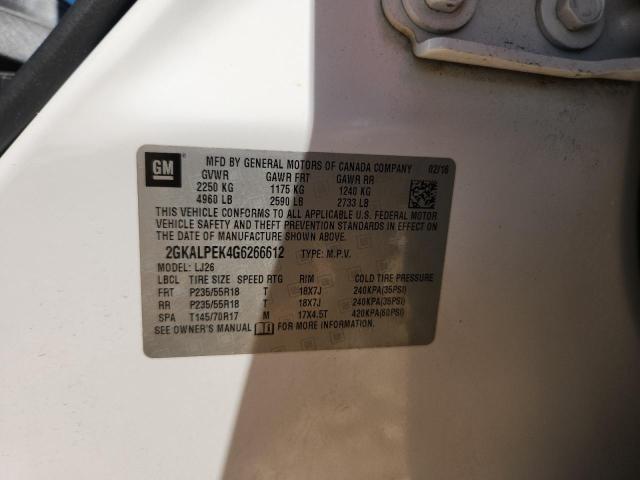 GM
MFD BY GENERAL MOTORS OF CANADA COMPANY 02/16
GVWR GAWR FRT GAWR RR
2250 KG 1175 KG 1240 KG
4960 LB 2590 LB 2733 LB
THIS VEHICLE CONFORMS TO ALL APPLICABLE U.S. FEDERAL MOTOR
VEHICLE SAFETY AND THEFT PREVENTION STANDARDS IN EFFECT ON
THE DATE OF MANUFACTURE SHOWN ABOVE.
2GKALPEK4G6266612 TYPE: M.P.V.
MODEL: LJ26
LBCL TIRE SIZE SPEED RTG RIM COLD TIRE PRESSURE
FRT P235/55R18 T 18X7J 240KPA(35PSI)
RR P235/55R18 T 18X7J 240KPA(35PSI)
SPA T145/70R17 M 17X4.5T 420KPA(60PSI)
SEE OWNER'S MANUAL FOR MORE INFORMATION.